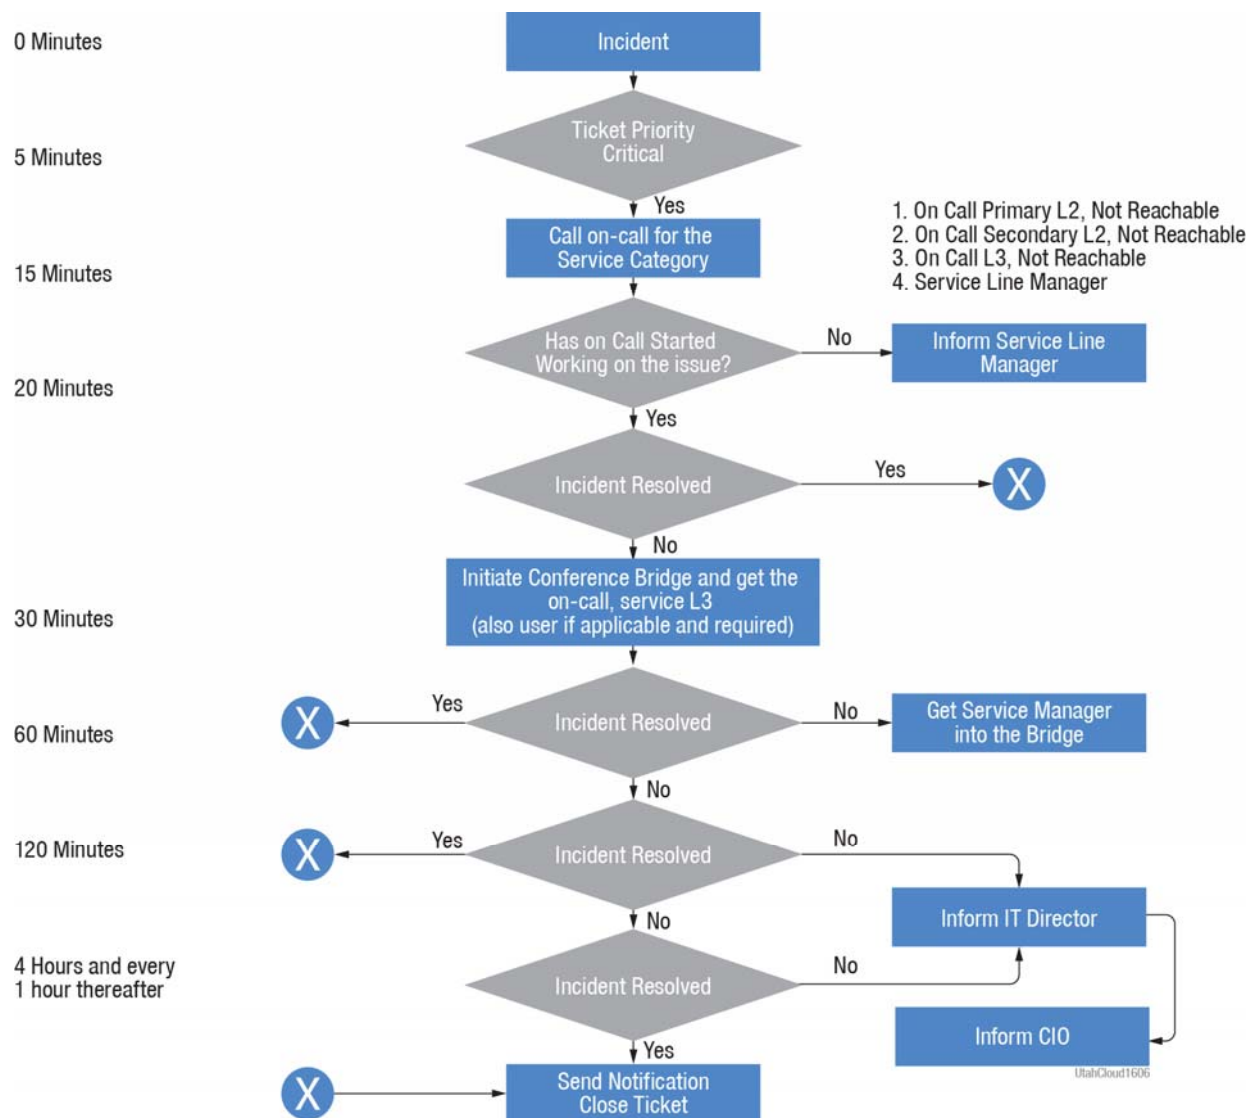 0 Minutes
Incident
Ticket Priority
Critical
5 Minutes
Yes
1. On Call Primary L2, Not Reachable
2. On Call Secondary L2, Not Reachable
3. On Call L3, Not Reachable
4. Service Line Manager
Call on-call for the
Service Category
15 Minutes
Has on Call Started
Working on the issue?
No
Inform Service Line
Manager
20 Minutes
Yes
Incident Resolved
Yes
X
No
Initiate Conference Bridge and get the
on-call, service L3
(also user if applicable and required)
30 Minutes
X
Yes
Incident Resolved
No
Get Service Manager
into the Bridge
60 Minutes
No
X
Yes
Incident Resolved
No
120 Minutes
Inform IT Director
No
4 Hours and every
1 hour thereafter
Incident Resolved
No
Inform CIO
UtahCloud1606
Yes
X
Send Notification
Close Ticket